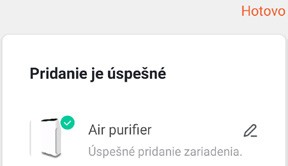 Hotovo
Pridanie je úspešné
Air purifier
Úspešné pridanie zariadenia.